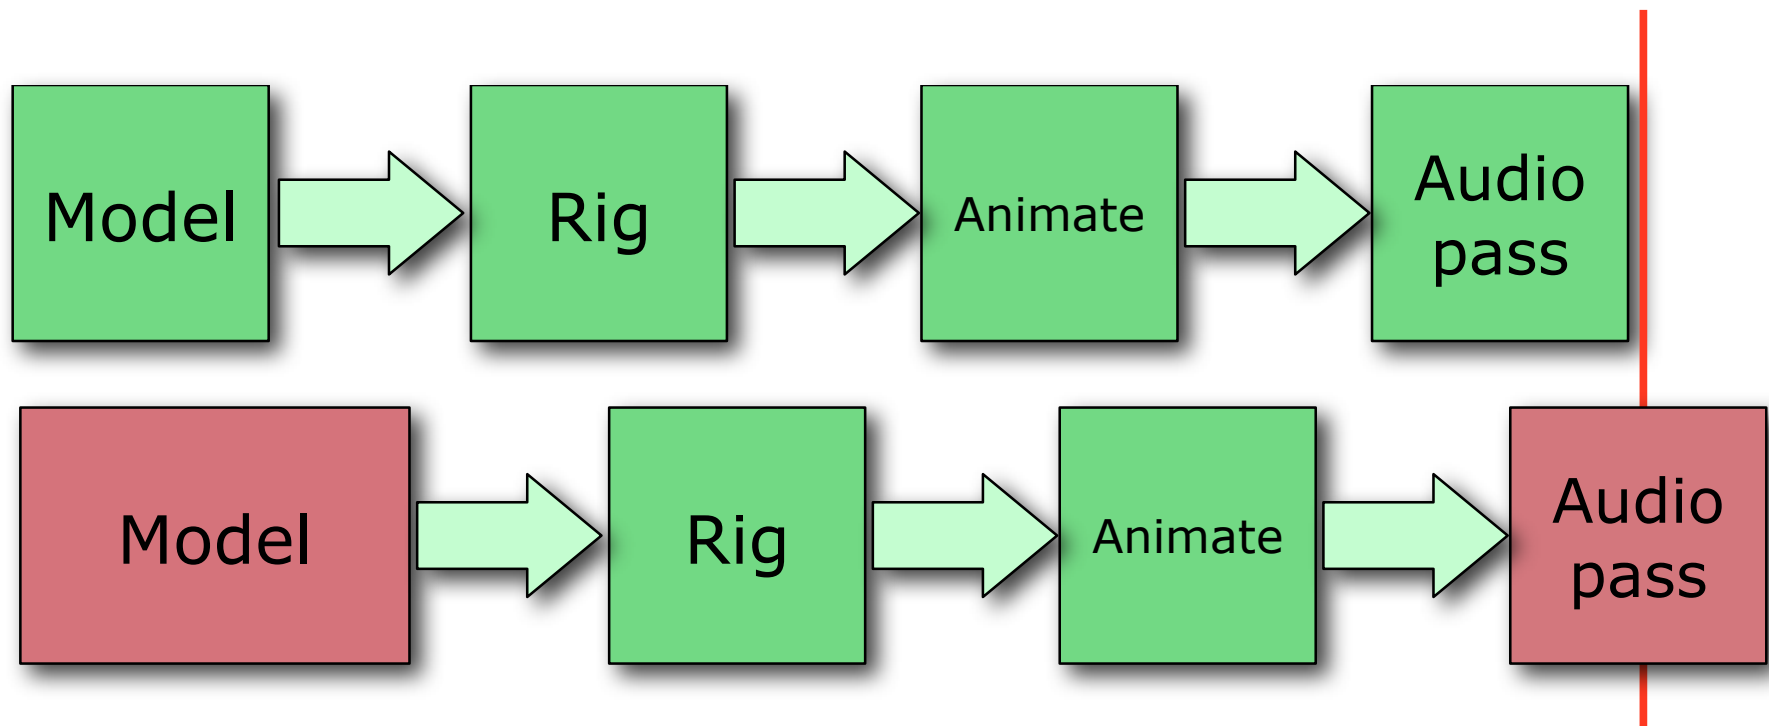 Model
Rig
Animate
Audio
pass
Model
Rig
Animate
Audio
pass